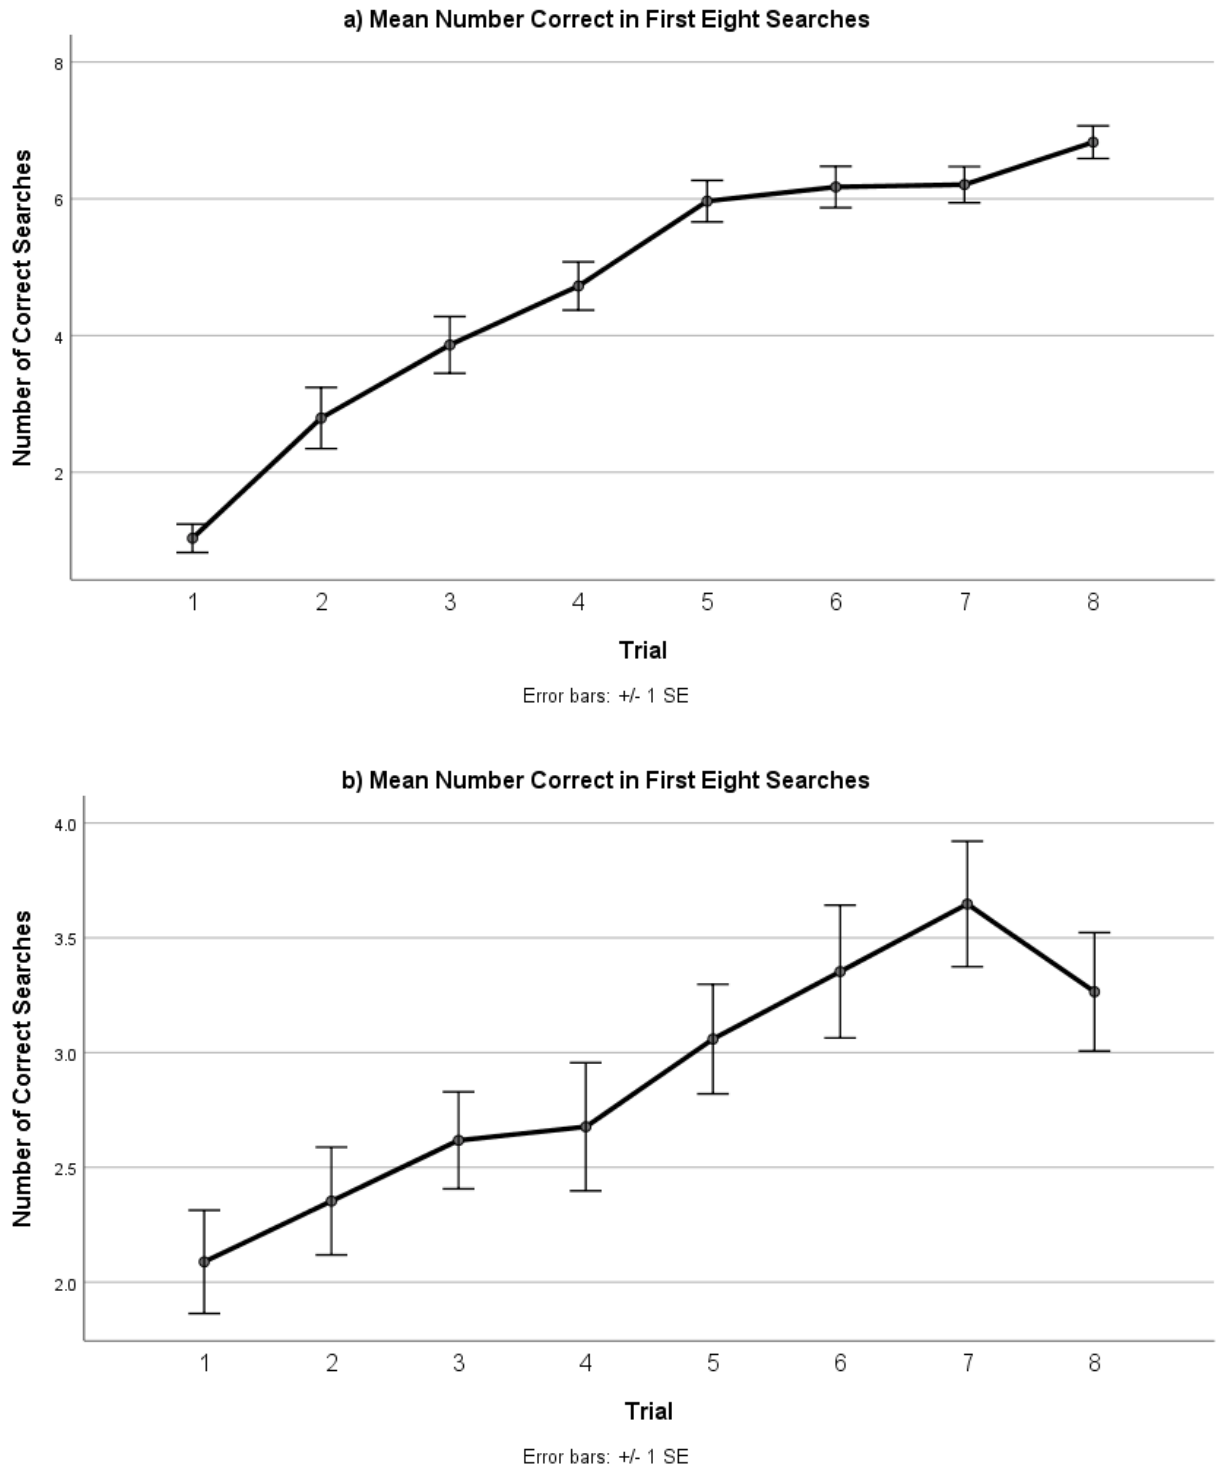 a) Mean Number Correct in First Eight Searches
Number of Correct Searches
8
6
4
2
1 2 3 4 5 6 7 8
Trial
Error bars: +/- 1 SE
b) Mean Number Correct in First Eight Searches
Number of Correct Searches
4.0
3.5
3.0
2.5
2.0
1 2 3 4 5 6 7 8
Trial
Error bars: +/- 1 SE